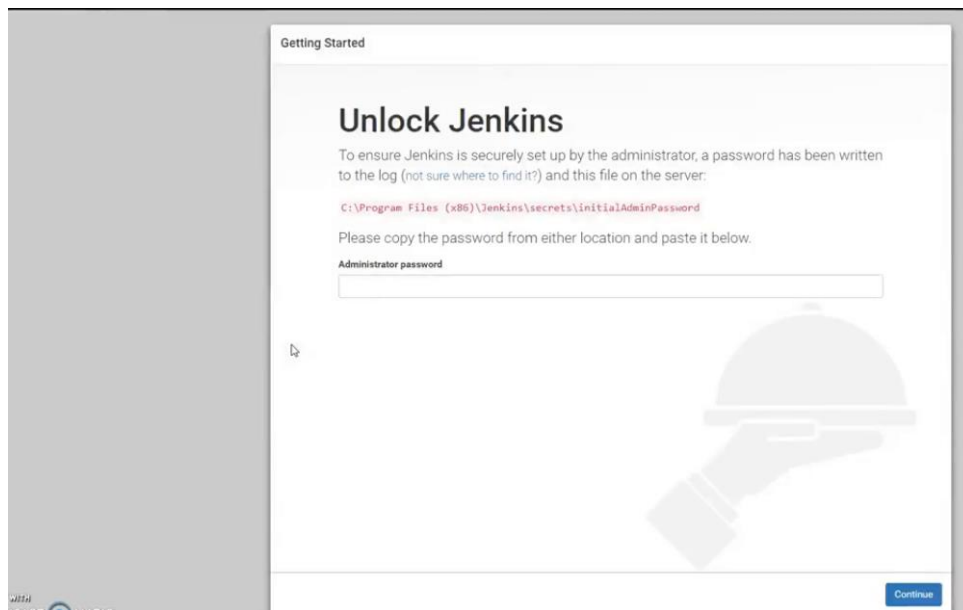 Getting Started
Unlock Jenkins
To ensure Jenkins is securely set up by the administrator, a password has been written
to the log (not sure where to find it?) and this file on the server:
C:\Program Files (x86)\Jenkins\secrets\initialAdminPassword
Please copy the password from either location and paste it below.
Administrator password
WITH
Continue